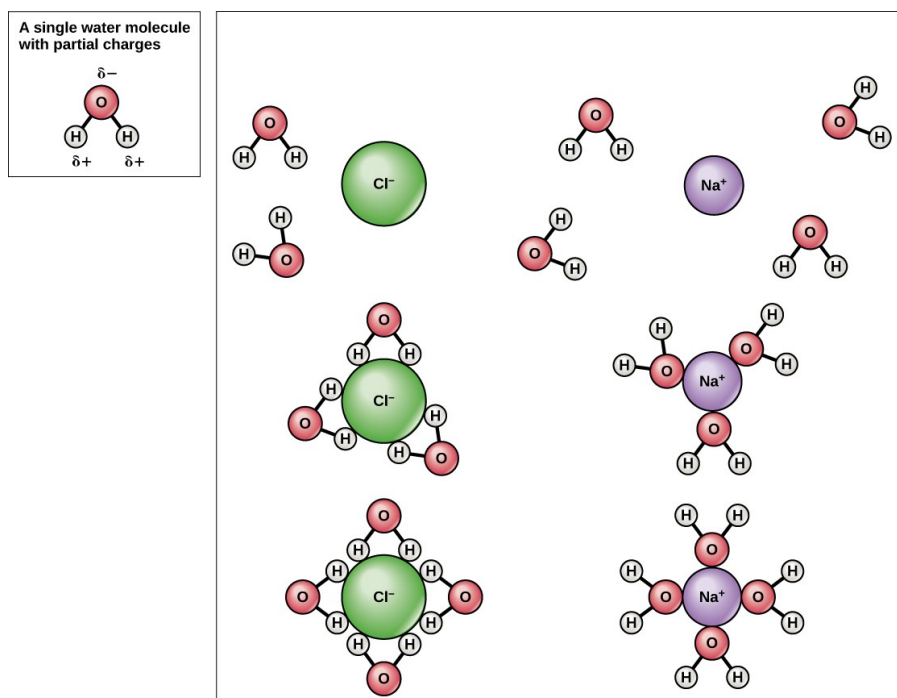 A single water molecule
with partial charges
δ−
O
H H
δ+ δ+
H
O O O
H
H H Cl⁻ H H Na⁺
H H O
H O O H H H
O O H
H
H H H O
Cl⁻ H O Na⁺ H
H
O H H O
H O H H
O H H
H H O
H H H H
O Cl⁻ O O Na⁺ O
H H H H
H H O
O H H